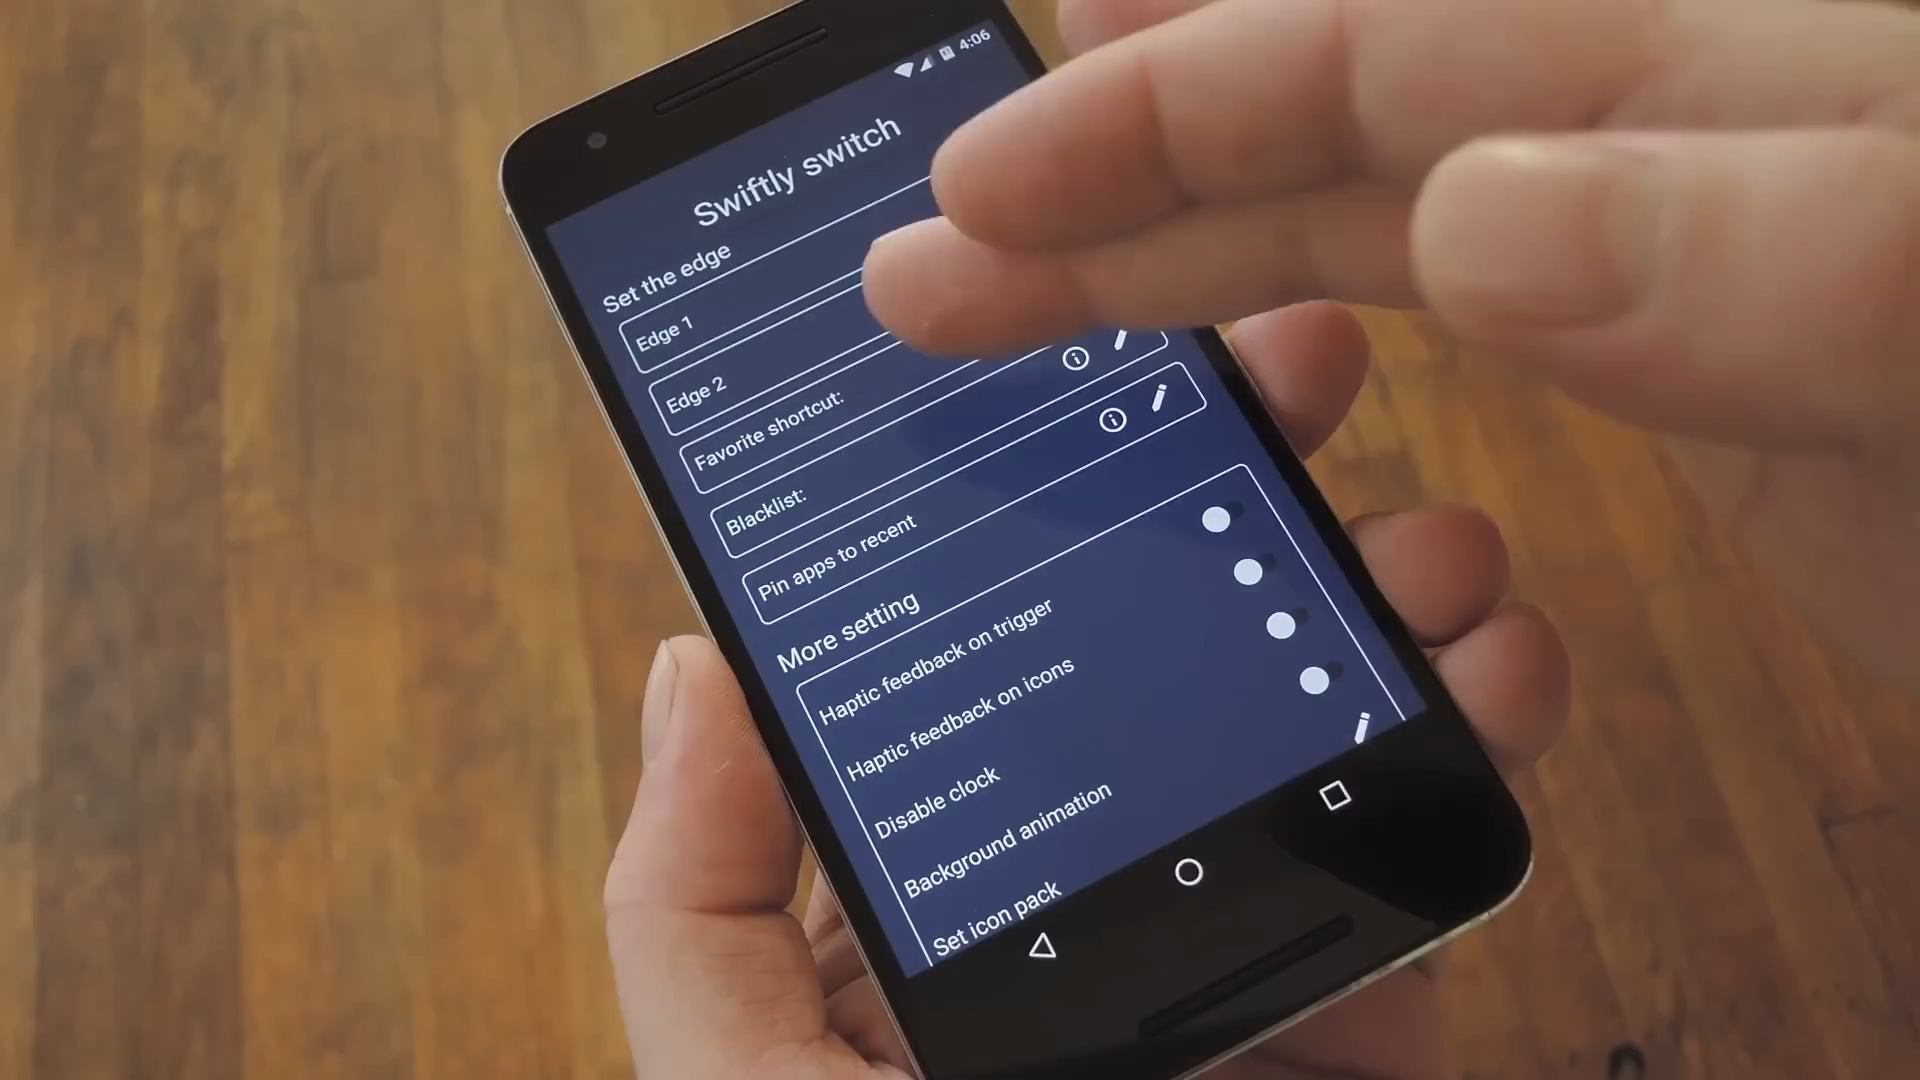 4:06
Swiftly switch
Set the edge
Edge 1
Edge 2
Favorite shortcut:
Blacklist:
Pin apps to recent
More setting
Haptic feedback on trigger
Haptic feedback on icons
Disable clock
Background animation
Set icon pack